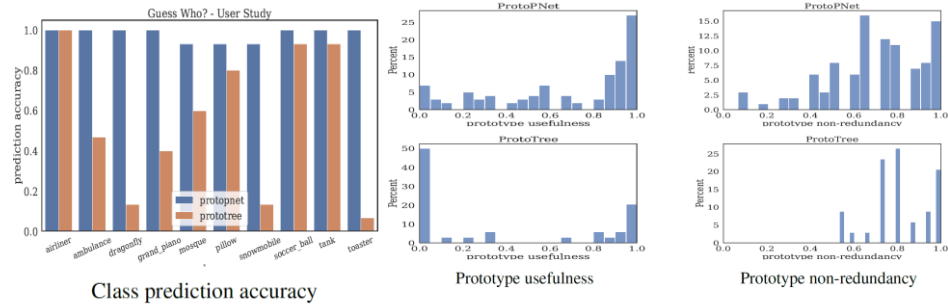 Guess Who? - User Study
prediction accuracy
1.0
0.8
0.6
0.4
0.2
0.0
protopnet
prototree
airliner
ambulance
dragonfly
grand_piano
mosque
pillow
snowmobile
soccer_ball
tank
toaster
Class prediction accuracy
ProtoPNet
Percent
25
20
15
10
5
0
0.0 0.2 0.4 0.6 0.8 1.0
prototype usefulness
ProtoTree
Percent
50
40
30
20
10
0
0.0 0.2 0.4 0.6 0.8 1.0
prototype usefulness
Prototype usefulness
ProtoPNet
Percent
15.0
12.5
10.0
7.5
5.0
2.5
0.0
0.0 0.2 0.4 0.6 0.8 1.0
prototype non-redundancy
ProtoTree
Percent
25
20
15
10
5
0
0.0 0.2 0.4 0.6 0.8 1.0
prototype non-redundancy
Prototype non-redundancy